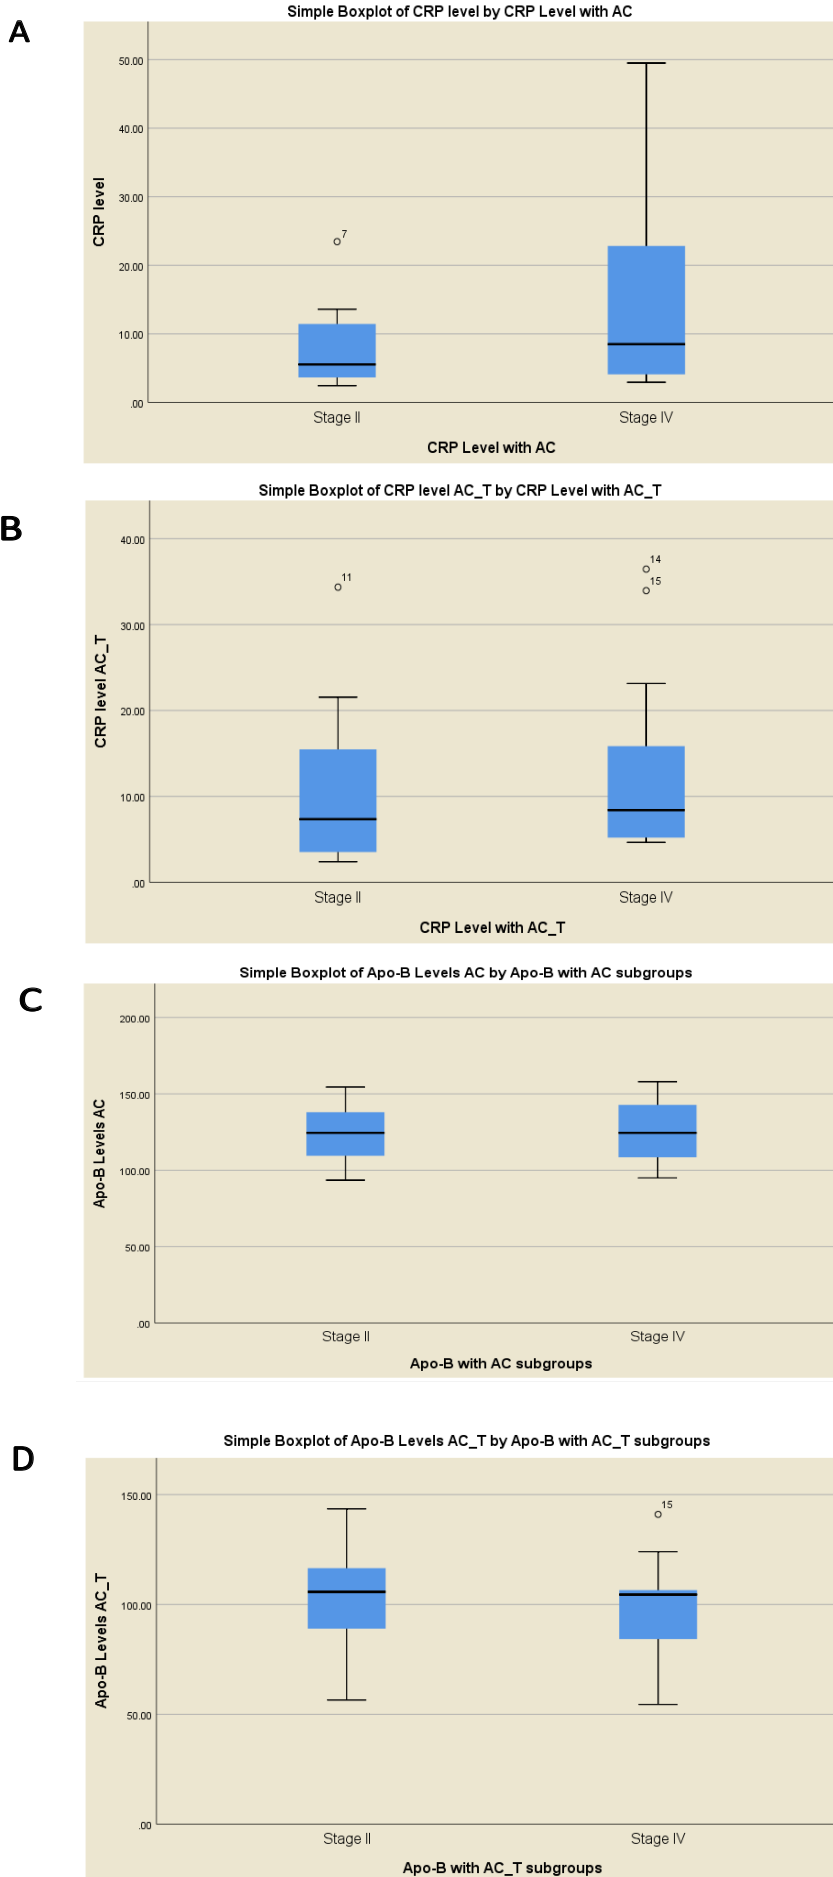 A
Simple Boxplot of CRP level by CRP Level with AC
50.00
40.00
30.00
20.00
10.00
.00
CRP level
7
Stage II
Stage IV
CRP Level with AC
B
Simple Boxplot of CRP level AC_T by CRP Level with AC_T
40.00
30.00
20.00
10.00
.00
CRP level AC_T
11
14
15
Stage II
Stage IV
CRP Level with AC_T
C
Simple Boxplot of Apo-B Levels AC by Apo-B with AC subgroups
200.00
150.00
100.00
50.00
.00
Apo-B Levels AC
Stage II
Stage IV
Apo-B with AC subgroups
D
Simple Boxplot of Apo-B Levels AC_T by Apo-B with AC_T subgroups
150.00
100.00
50.00
.00
Apo-B Levels AC_T
15
Stage II
Stage IV
Apo-B with AC_T subgroups